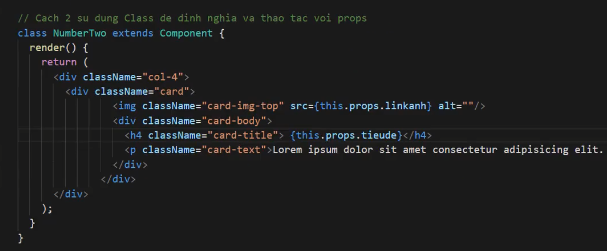 // Cach 2 su dung Class de dinh nghia va thao tac voi props
class NumberTwo extends Component {
render() {
return (
<div className="col-4">
<div className="card">
<img className="card-img-top" src={this.props.linkanh} alt=""/>
<div className="card-body">
<h4 className="card-title"> {this.props.tieude}</h4>
<p className="card-text">Lorem ipsum dolor sit amet consectetur adipisicing elit.
</div>
</div>
</div>
);
}
}